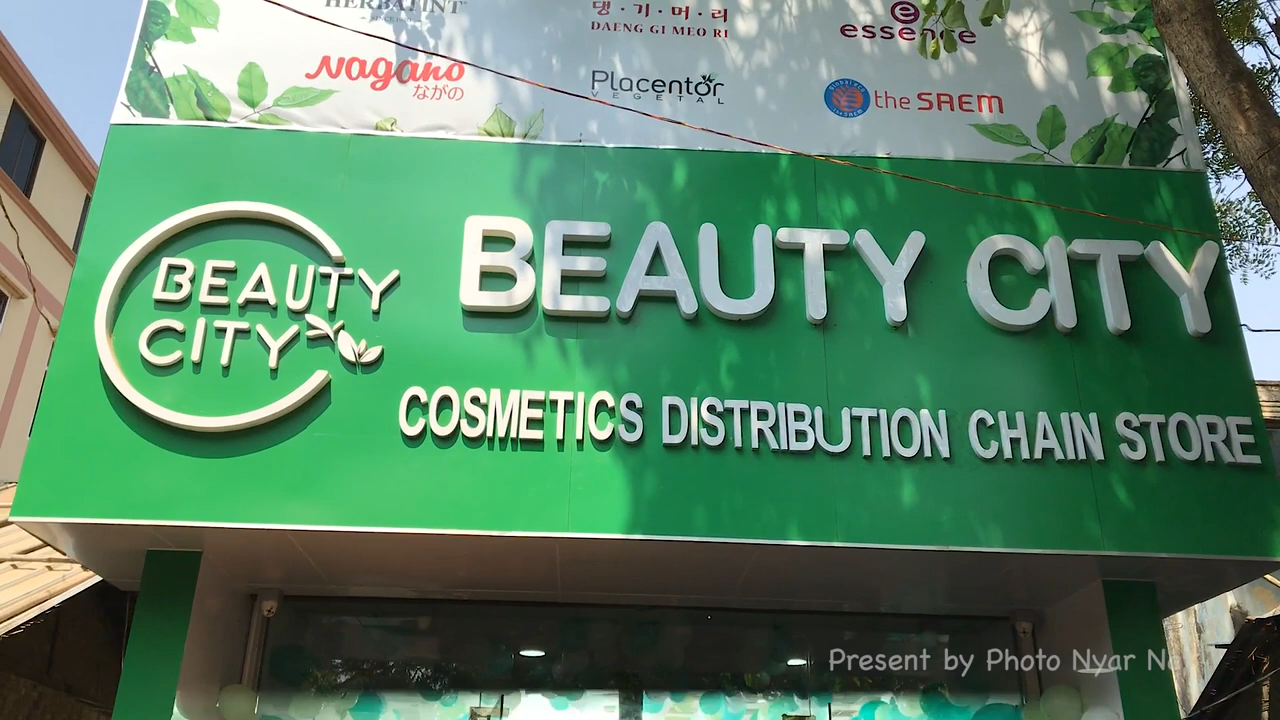 HERBATINT
댕·기·머·리
DAENG GI MEO RI
essence
Nagano
ながの
Placentor
VEGETAL
the SAEM
BEAUTY
CITY
BEAUTY CITY
COSMETICS DISTRIBUTION CHAIN STORE
Present by Photo Nyar Na